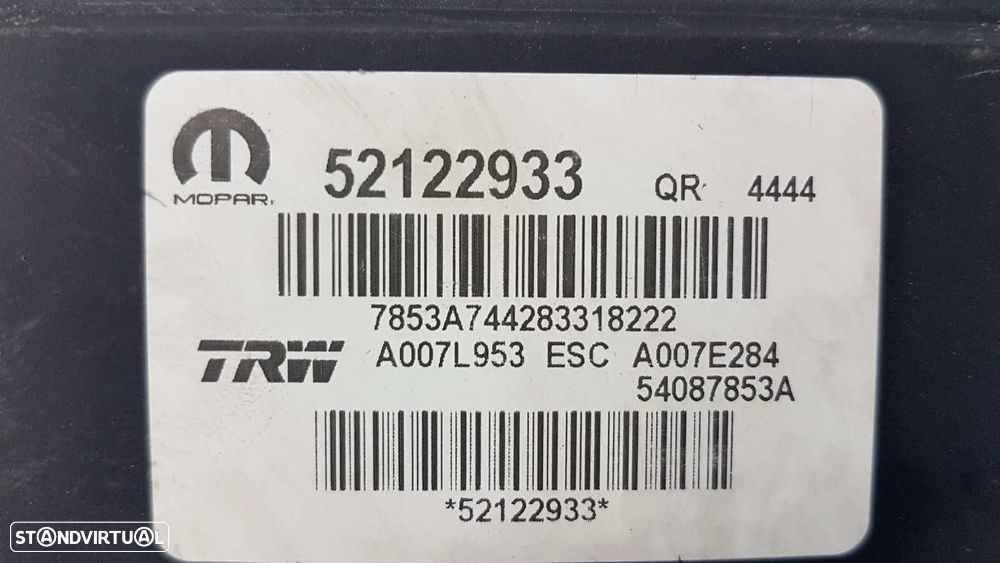 MOPAR
52122933 QR 4444
7853A744283318222
TRW A007L953 ESC A007E284
54087853A
*52122933*
STANDVIRTUAL